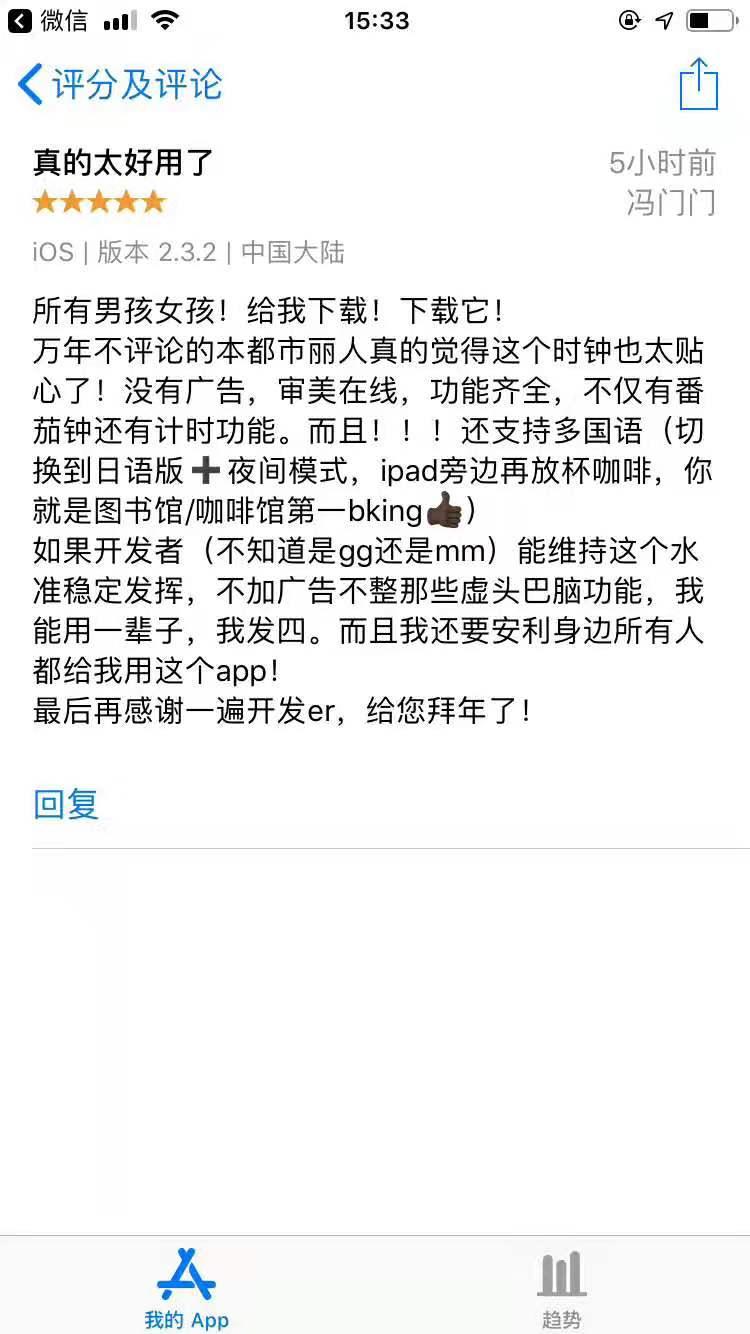 微信
15:33
评分及评论
真的太好用了
5小时前
冯门门
iOS | 版本 2.3.2 | 中国大陆
所有男孩女孩！给我下载！下载它！
万年不评论的本都市丽人真的觉得这个时钟也太贴
心了！没有广告，审美在线，功能齐全，不仅有番
茄钟还有计时功能。而且！！！还支持多国语（切
换到日语版➕夜间模式，ipad旁边再放杯咖啡，你
就是图书馆/咖啡馆第一bking👍🏿）
如果开发者（不知道是gg还是mm）能维持这个水
准稳定发挥，不加广告不整那些虚头巴脑功能，我
能用一辈子，我发四。而且我还要安利身边所有人
都给我用这个app！
最后再感谢一遍开发er，给您拜年了！
回复
我的 App
趋势